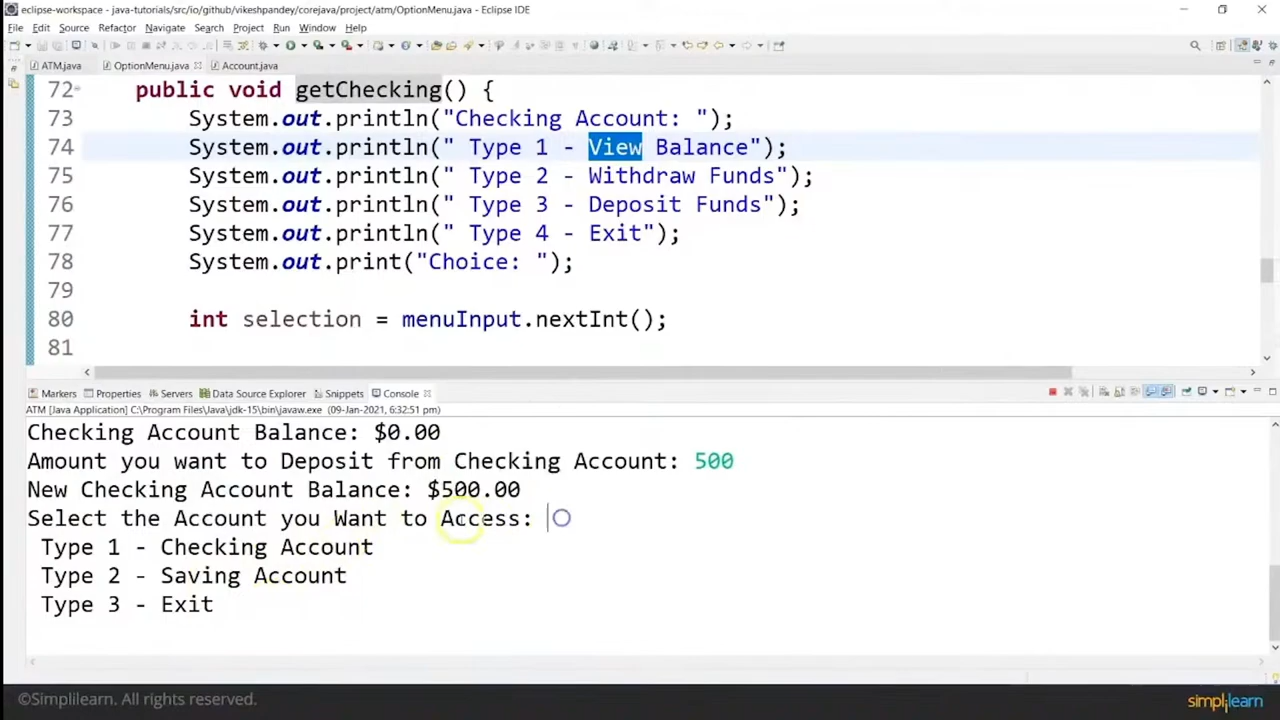 eclipse-workspace - java-tutorials/src/io/github/vikeshpandey/corejava/project/atm/OptionMenu.java - Eclipse IDE
File Edit Source Refactor Navigate Search Project Run Window Help
ATM.java OptionMenu.java Account.java
72 public void getChecking() {
73 System.out.println("Checking Account: ");
74 System.out.println(" Type 1 - View Balance");
75 System.out.println(" Type 2 - Withdraw Funds");
76 System.out.println(" Type 3 - Deposit Funds");
77 System.out.println(" Type 4 - Exit");
78 System.out.print("Choice: ");
79
80 int selection = menuInput.nextInt();
81
Markers Properties Servers Data Source Explorer Snippets Console
ATM [Java Application] C:\Program Files\Java\jdk-15\bin\javaw.exe (09-Jan-2021, 6:32:51 pm)
Checking Account Balance: $0.00
Amount you want to Deposit from Checking Account: 500
New Checking Account Balance: $500.00
Select the Account you Want to Access:
Type 1 - Checking Account
Type 2 - Saving Account
Type 3 - Exit
©Simplilearn. All rights reserved.
simplilearn